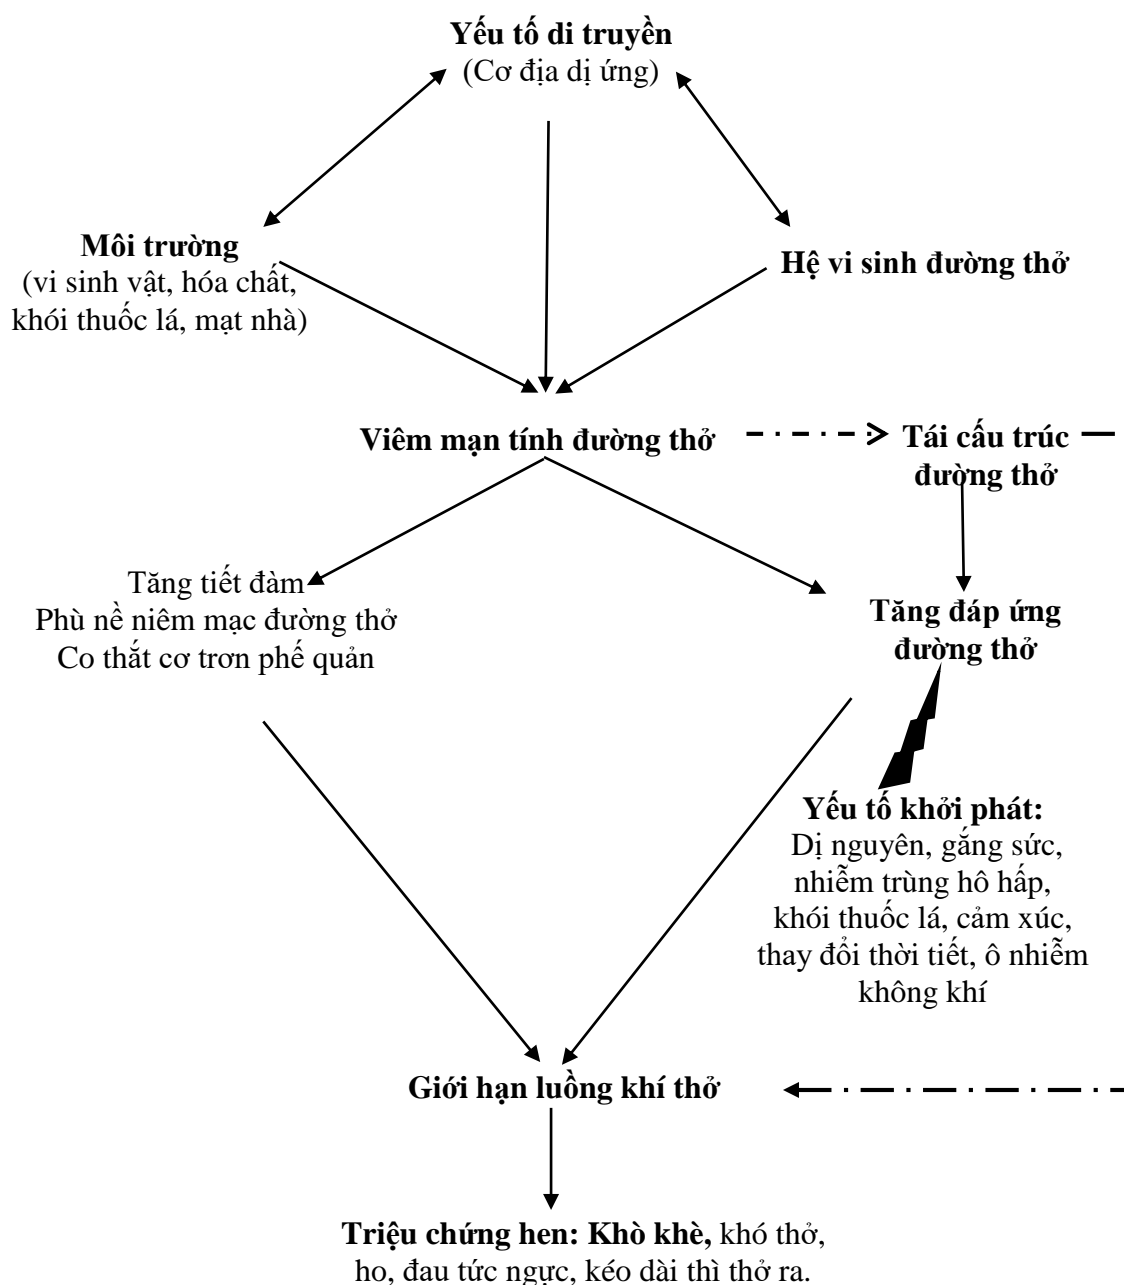 Yếu tố di truyền
(Cơ địa dị ứng)
Môi trường
(vi sinh vật, hóa chất,
khói thuốc lá, mạt nhà)
Hệ vi sinh đường thở
Viêm mạn tính đường thở
Tái cấu trúc
đường thở
Tăng tiết đàm
Phù nề niêm mạc đường thở
Co thắt cơ trơn phế quản
Tăng đáp ứng
đường thở
Yếu tố khởi phát:
Dị nguyên, gắng sức,
nhiễm trùng hô hấp,
khói thuốc lá, cảm xúc,
thay đổi thời tiết, ô nhiễm
không khí
Giới hạn luồng khí thở
Triệu chứng hen: Khò khè, khó thở,
ho, đau tức ngực, kéo dài thì thở ra.